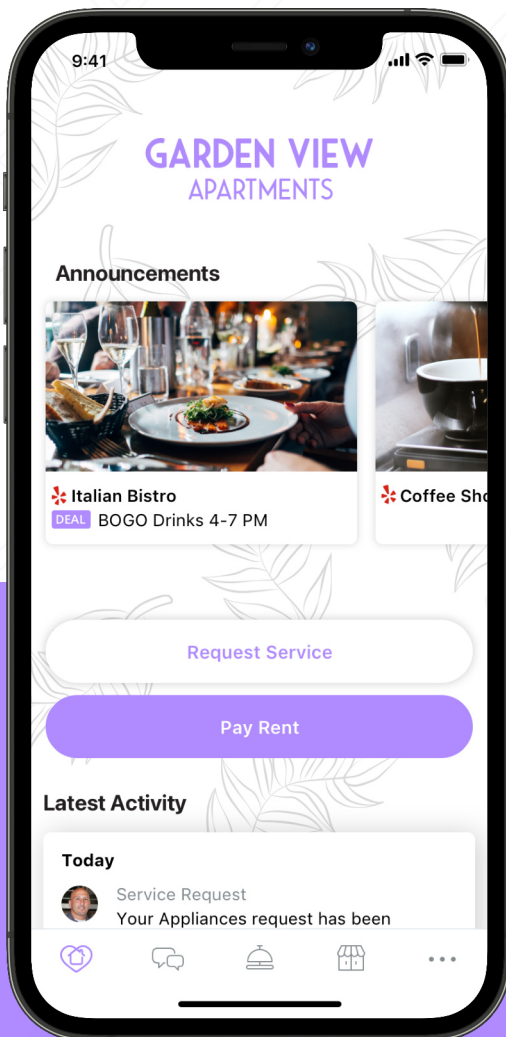 9:41
GARDEN VIEW
APARTMENTS
Announcements
Italian Bistro
DEAL BOGO Drinks 4-7 PM
Coffee
Request Service
Pay Rent
Latest Activity
Today
Service Request
Your Appliances request has been